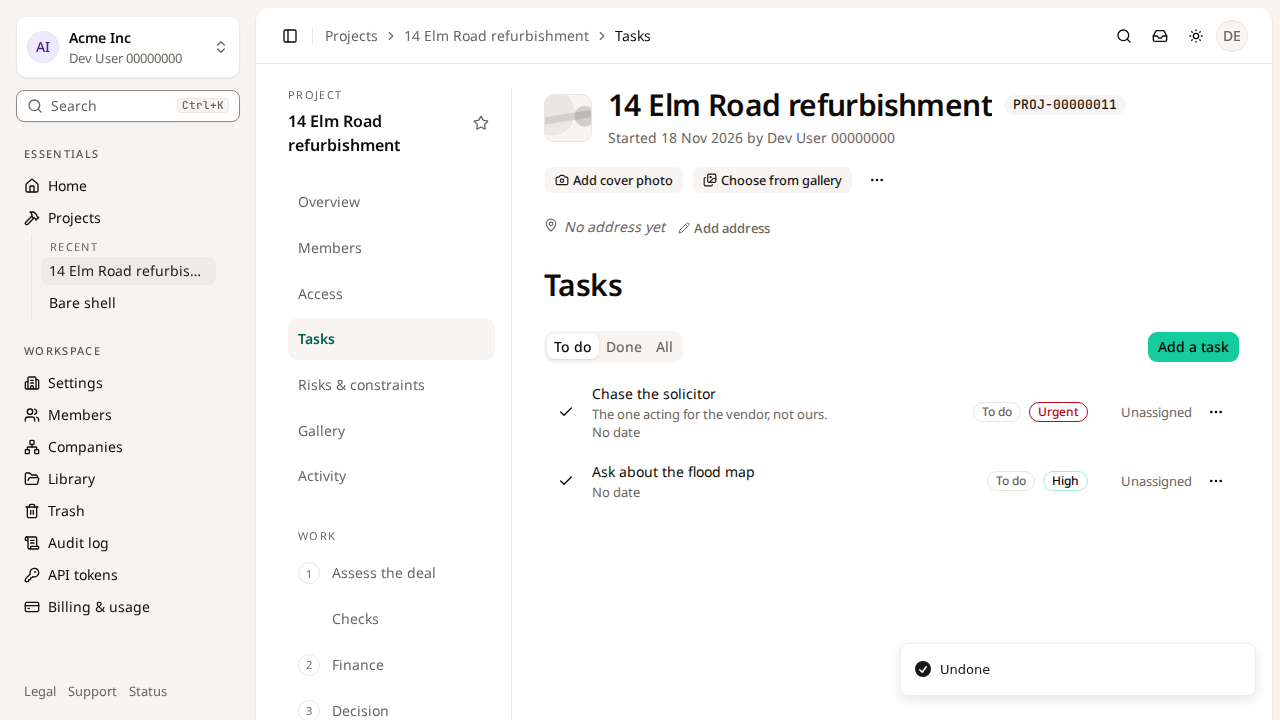 AI
Acme Inc
Dev User 00000000
Search
Ctrl+K
ESSENTIALS
Home
Projects
RECENT
14 Elm Road refurbis...
Bare shell
WORKSPACE
Settings
Members
Companies
Library
Trash
Audit log
API tokens
Billing & usage
Legal Support Status
Projects > 14 Elm Road refurbishment > Tasks
DE
PROJECT
14 Elm Road
refurbishment
Overview
Members
Access
Tasks
Risks & constraints
Gallery
Activity
WORK
1 Assess the deal
Checks
2 Finance
3 Decision
14 Elm Road refurbishment PROJ-00000011
Started 18 Nov 2026 by Dev User 00000000
Add cover photo Choose from gallery
No address yet Add address
Tasks
To do Done All
Add a task
Chase the solicitor
The one acting for the vendor, not ours.
No date
To do Urgent Unassigned
Ask about the flood map
No date
To do High Unassigned
Undone